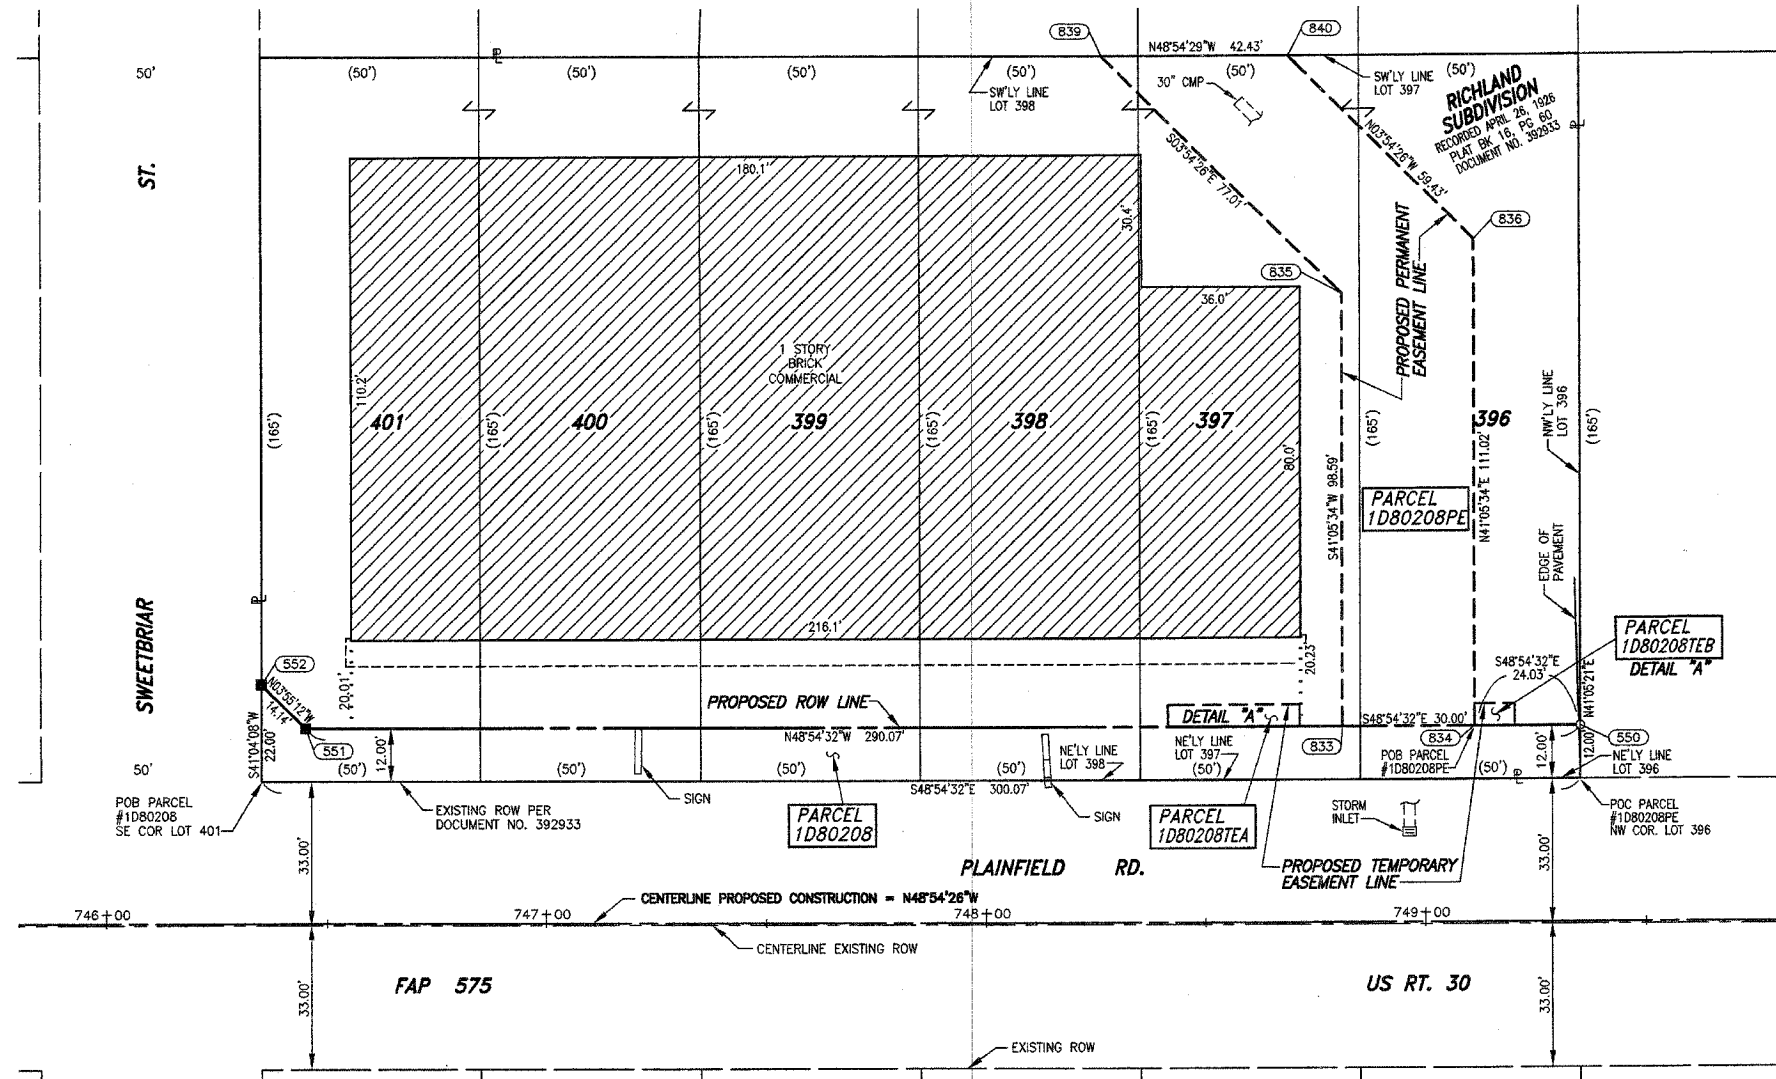 839
840
N48°54'29"W 42.43'
50'
(50')
(50')
(50')
(50')
(50')
(50')
SW'LY LINE
LOT 398
30" CMP
SW'LY LINE
LOT 397
RICHLAND
SUBDIVISION
RECORDED APRIL 26, 1926
PLAT BK 16, PG 60
DOCUMENT NO. 392933
ST.
180.1'
30.4'
S03°54'26"E 77.01'
N03°54'26"W 59.43'
836
835
36.0'
PROPOSED PERMANENT
EASEMENT LINE
1 STORY
BRICK
COMMERCIAL
110.2'
401
400
399
398
397
396
(165')
(165')
(165')
(165')
(165')
(165')
(165')
80.0'
NW'LY LINE
LOT 396
S41°05'34"W 98.59'
PARCEL
1D80208PE
N41°05'34"E 111.02'
EDGE OF
PAVEMENT
SWEETBRIAR
216.1'
20.23'
20.01'
PARCEL
1D80208TEB
DETAIL "A"
S48°54'32"E
24.03'
N41°05'21"E
552
N03°55'12"W
14.14'
PROPOSED ROW LINE
DETAIL "A"
S48°54'32"E 30.00'
S41°04'08"W
22.00'
551
12.00'
N48°54'32"W 290.07'
NE'LY LINE
LOT 398
NE'LY LINE
LOT 397
833
834
550
POB PARCEL
#1D80208PE
12.00'
12.00'
NE'LY LINE
LOT 396
50'
(50')
(50')
(50')
(50')
(50')
(50')
S48°54'32"E 300.07'
POB PARCEL
#1D80208
SE COR LOT 401
EXISTING ROW PER
DOCUMENT NO. 392933
SIGN
PARCEL
1D80208
SIGN
PARCEL
1D80208TEA
STORM
INLET
POC PARCEL
#1D80208PE
NW COR. LOT 396
33.00'
33.00'
PLAINFIELD RD.
PROPOSED TEMPORARY
EASEMENT LINE
CENTERLINE PROPOSED CONSTRUCTION = N48°54'26"W
746+00
747+00
748+00
749+00
CENTERLINE EXISTING ROW
FAP 575
US RT. 30
33.00'
33.00'
EXISTING ROW